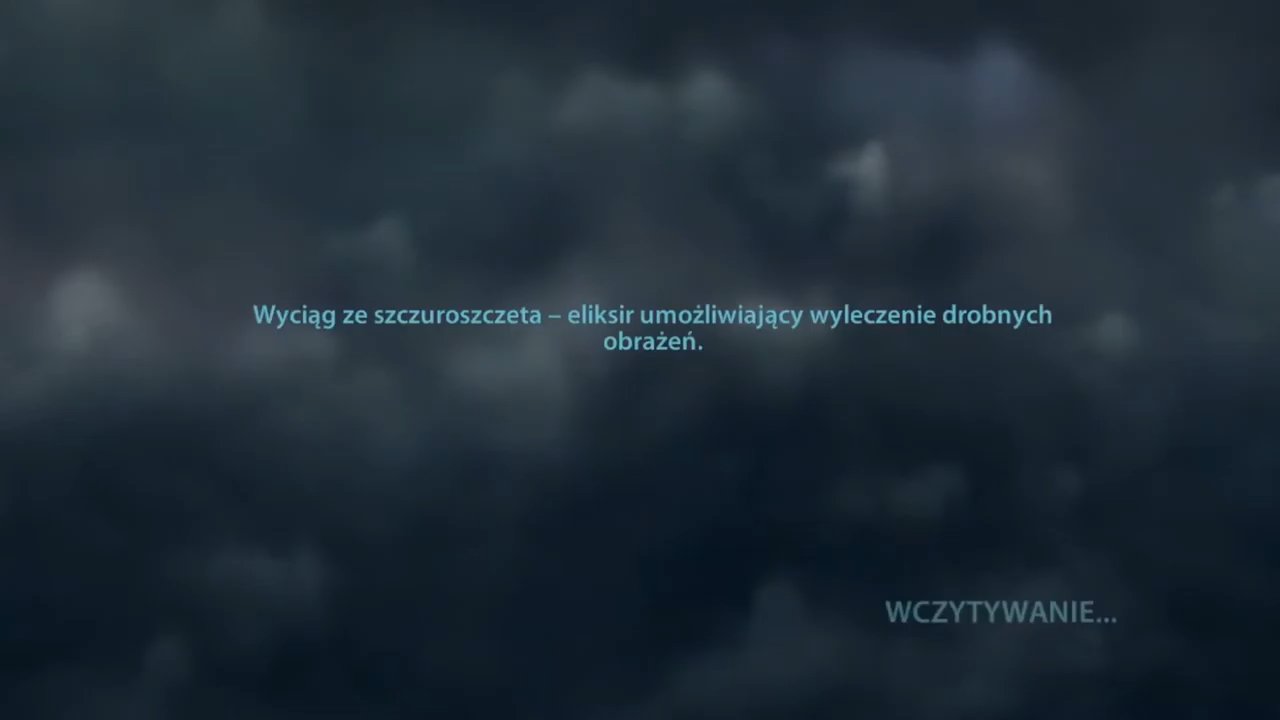 Wyciąg ze szczuroszczeta – eliksir umożliwiający wyleczenie drobnych
obrażeń.
WCZYTYWANIE...